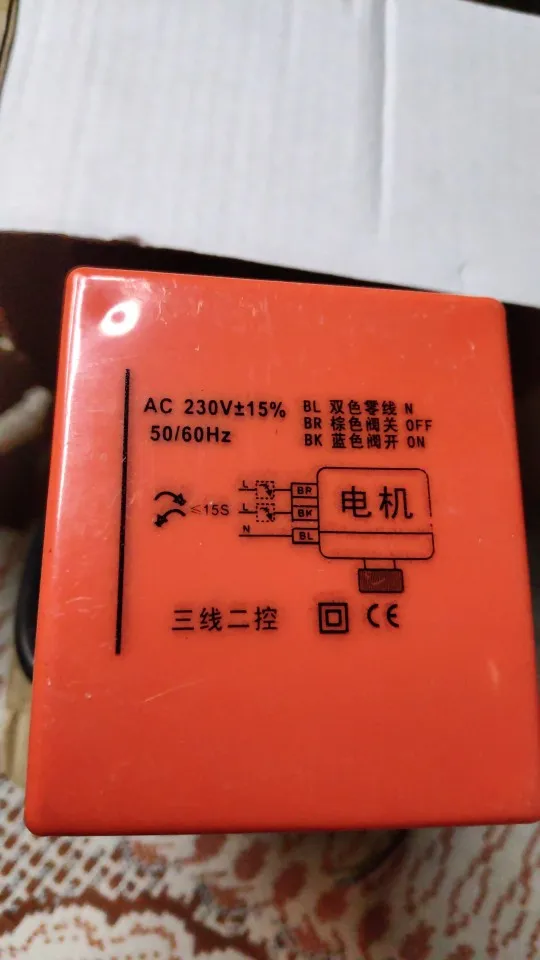 AC 230V±15%
50/60Hz
BL 双色零线 N
BR 棕色阀关 OFF
BK 蓝色阀开 ON
L BR
L BK
N BL
电机
≤15S
三线二控 CE